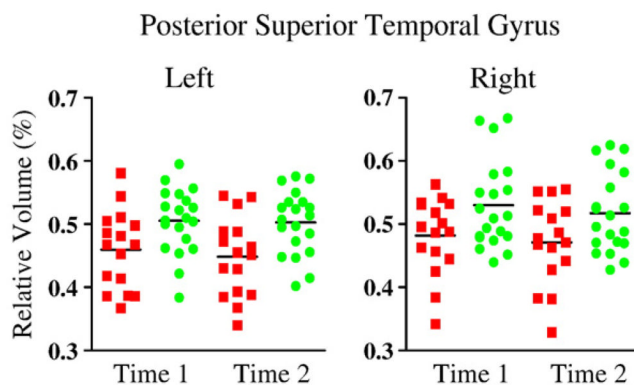 Posterior Superior Temporal Gyrus
Left
Right
Relative Volume (%)
0.7
0.6
0.5
0.4
0.3
0.7
0.6
0.5
0.4
0.3
Time 1
Time 2
Time 1
Time 2